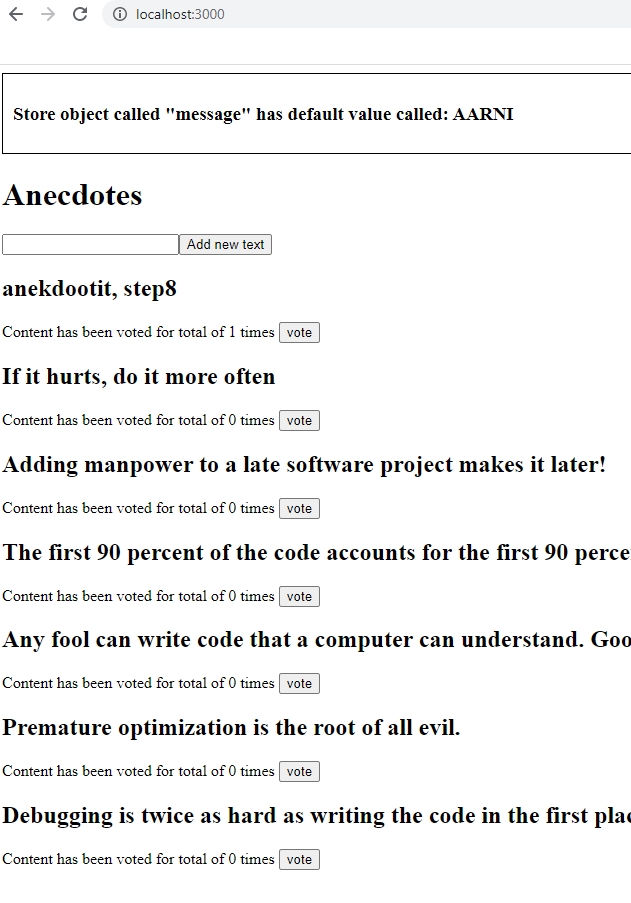 localhost:3000
Store object called "message" has default value called: AARNI
Anecdotes
Add new text
anekdootit, step8
Content has been voted for total of 1 times vote
If it hurts, do it more often
Content has been voted for total of 0 times vote
Adding manpower to a late software project makes it later!
Content has been voted for total of 0 times vote
The first 90 percent of the code accounts for the first 90 perce
Content has been voted for total of 0 times vote
Any fool can write code that a computer can understand. Goo
Content has been voted for total of 0 times vote
Premature optimization is the root of all evil.
Content has been voted for total of 0 times vote
Debugging is twice as hard as writing the code in the first plac
Content has been voted for total of 0 times vote